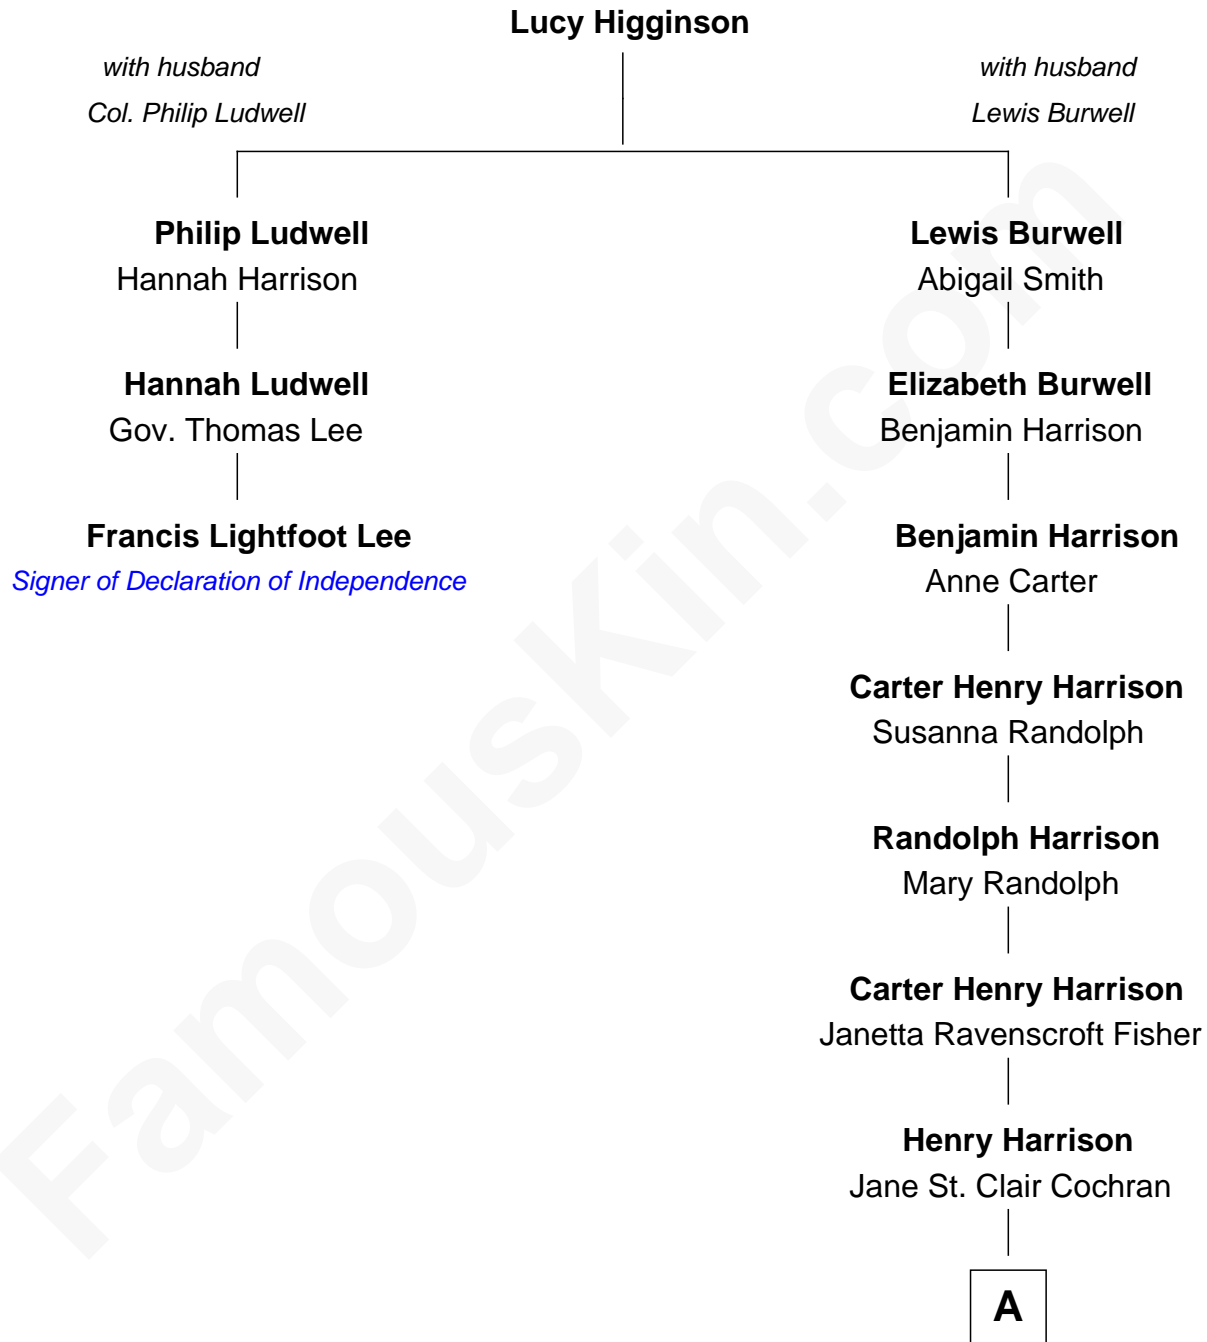 Lucy Higginson
with husband
Col. Philip Ludwell
with husband
Lewis Burwell
Philip Ludwell
Hannah Harrison
Hannah Ludwell
Gov. Thomas Lee
Francis Lightfoot Lee
Signer of Declaration of Independence
Lewis Burwell
Abigail Smith
Elizabeth Burwell
Benjamin Harrison
Benjamin Harrison
Anne Carter
Carter Henry Harrison
Susanna Randolph
Randolph Harrison
Mary Randolph
Carter Henry Harrison
Janetta Ravenscroft Fisher
Henry Harrison
Jane St. Clair Cochran
A
FamousKin.com